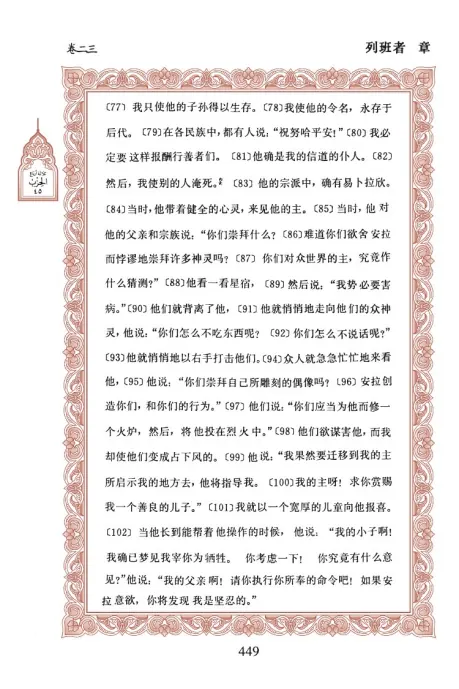 卷二三
列班者 章
(77) 我只使他的子孙得以生存。(78)我使他的令名，永存于
后代。 (79)在各民族中，都有人说：“祝努哈平安！”(80)我必
定要这样报酬行善者们。 (81)他确是我的信道的仆人。(82)
然后，我使别的人淹死。 (83) 他的宗派中，确有易卜拉欣。
(84)当时，他带着健全的心灵，来见他的主。(85)当时，他对
他的父亲和宗族说：“你们崇拜什么？(86)难道你们欲舍安拉
而悖谬地崇拜许多神灵吗？(87) 你们对众世界的主，究竟作
什么猜测？”(88)他看一看星宿， (89)然后说：“我势必要害
病。”(90)他们就背离了他， (91)他就悄悄地走向他们的众神
灵，他说：“你们怎么不吃东西呢？ (92)你们怎么不说话呢？”
(93)他就悄悄地以右手打击他们。(94)众人就急急忙忙地来看
他，(95)他说：“你们崇拜自己所雕刻的偶像吗？(96)安拉创
造你们，和你们的行为。”(97)他们说：“你们应当为他而修一
个火炉，然后，将他投在烈火中。”(98)他们欲谋害他，而我
却使他们变成占下风的。 (99)他说：“我果然要迁移到我的主
所启示我的地方去，他将指导我。 (100)我的主呀！求你赏赐
我一个善良的儿子。”(101)我就以一个宽厚的儿童向他报喜。
(102) 当他长到能帮着他操作的时候， 他说：“我的小子啊！
我确已梦见我宰你为牺牲。 你考虑一下！ 你究竟有什么意
见？”他说：“我的父亲啊！请你执行你所奉的命令吧！如果安
拉意欲，你将发现我是坚忍的。”
الحزب
٤٥
449